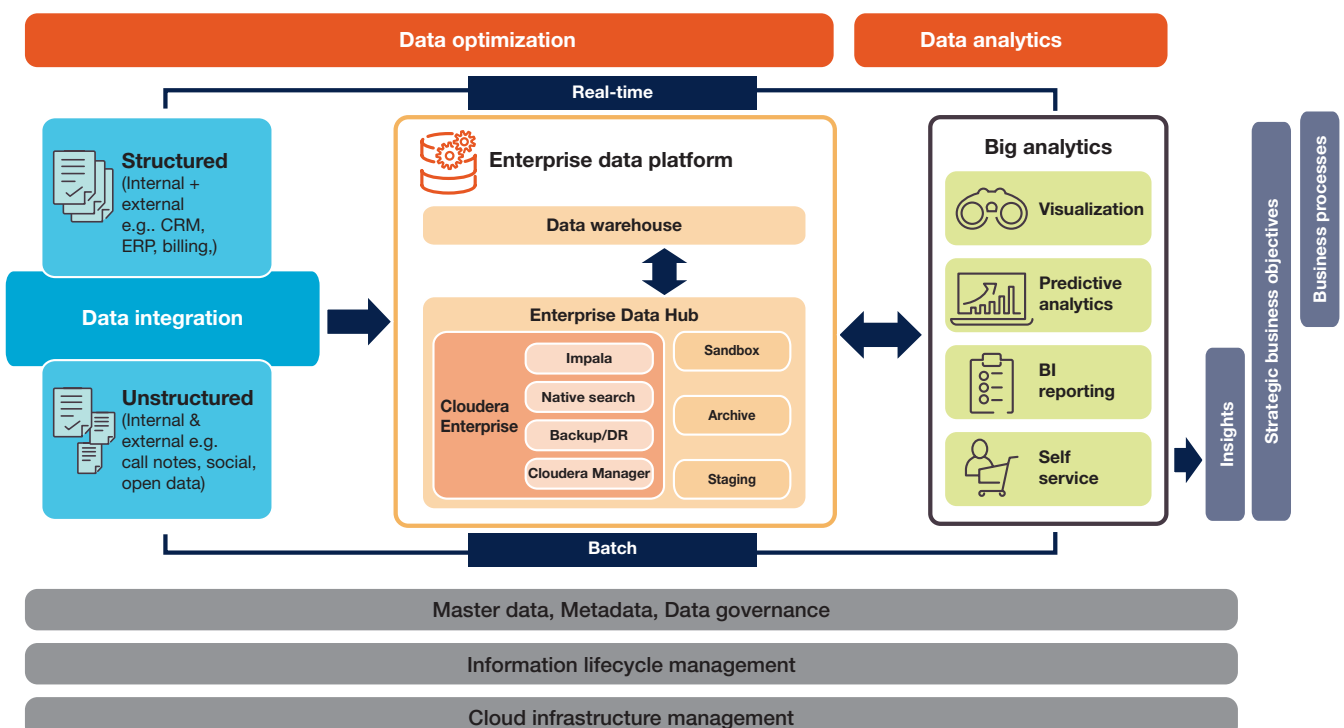 Data optimization
Data analytics
Real-time
Structured
(Internal +
external
e.g.. CRM,
ERP, billing,)
Data integration
Unstructured
(Internal &
external e.g.
call notes, social,
open data)
Enterprise data platform
Data warehouse
Enterprise Data Hub
Cloudera
Enterprise
Impala
Native search
Backup/DR
Cloudera Manager
Sandbox
Archive
Staging
Big analytics
Visualization
Predictive
analytics
BI
reporting
Self
service
Insights
Strategic business objectives
Business processes
Batch
Master data, Metadata, Data governance
Information lifecycle management
Cloud infrastructure management